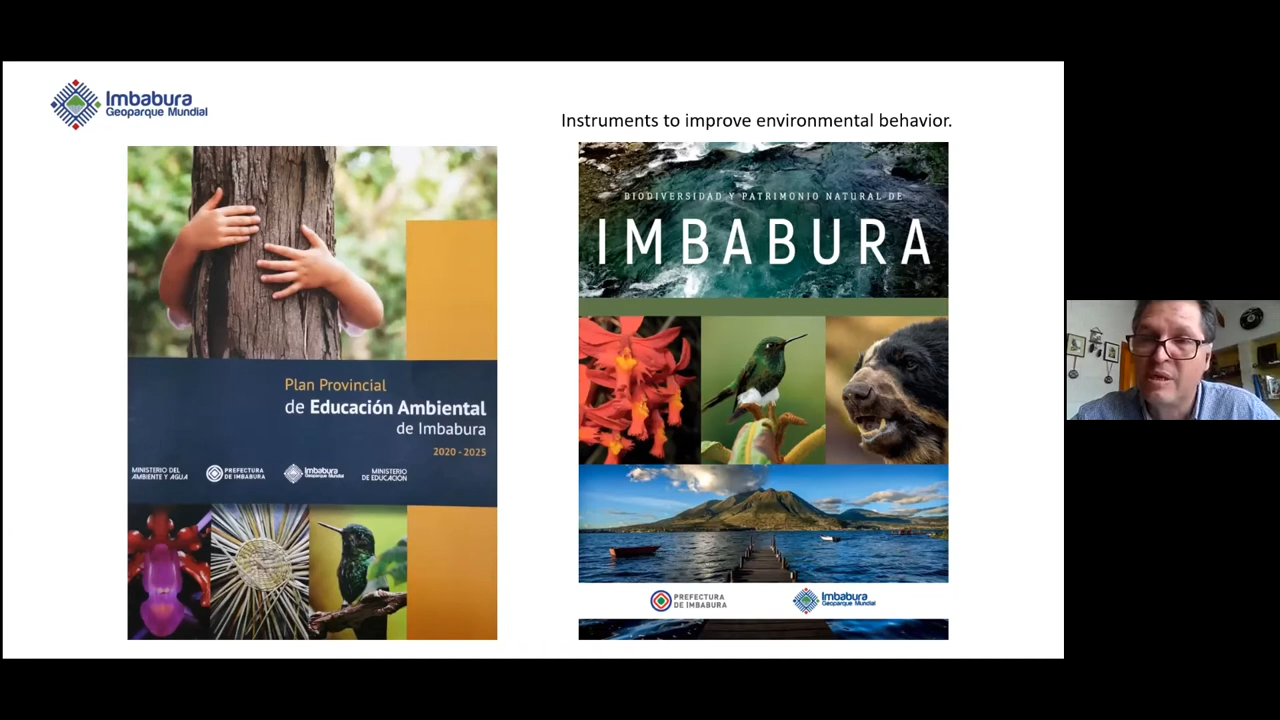 Imbabura
Geoparque Mundial
Instruments to improve environmental behavior.
Plan Provincial
de Educación Ambiental
de Imbabura
2020 - 2025
MINISTERIO DEL
AMBIENTE Y AGUA
PREFECTURA
DE IMBABURA
Imbabura
Geoparque Mundial
MINISTERIO
DE EDUCACIÓN
BIODIVERSIDAD Y PATRIMONIO NATURAL DE
IMBABURA
PREFECTURA
DE IMBABURA
Imbabura
Geoparque Mundial